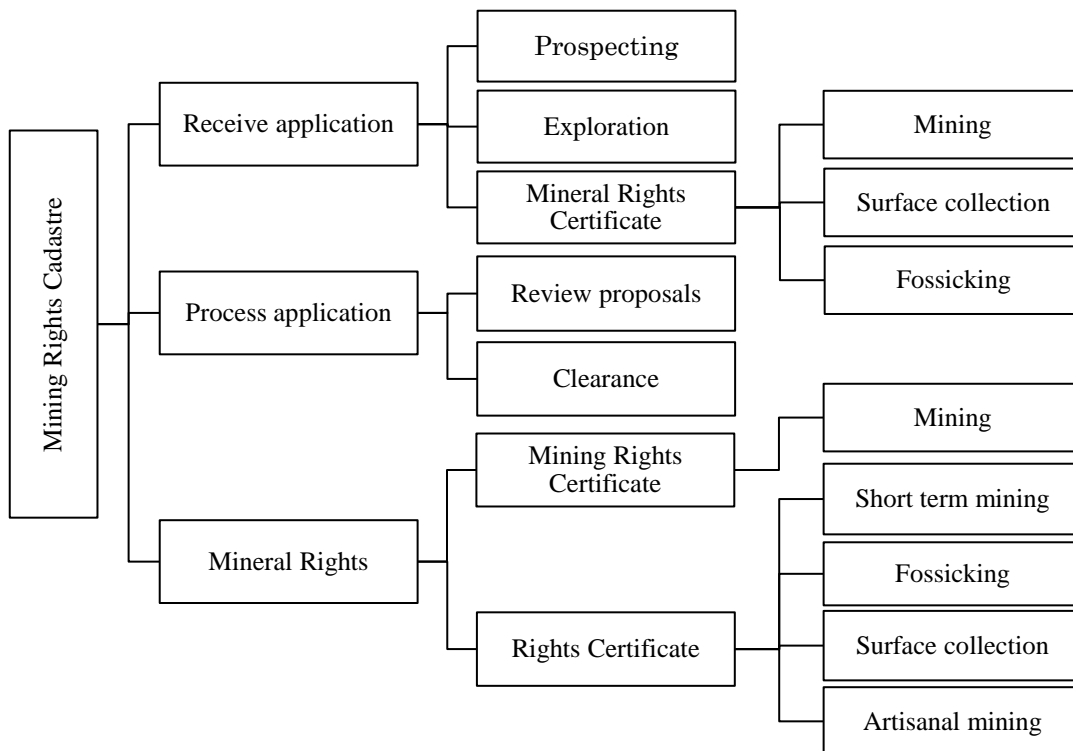 Mining Rights Cadastre
Receive application
Prospecting
Exploration
Mineral Rights
Certificate
Mining
Surface collection
Fossicking
Process application
Review proposals
Clearance
Mineral Rights
Mining Rights
Certificate
Mining
Rights Certificate
Short term mining
Fossicking
Surface collection
Artisanal mining